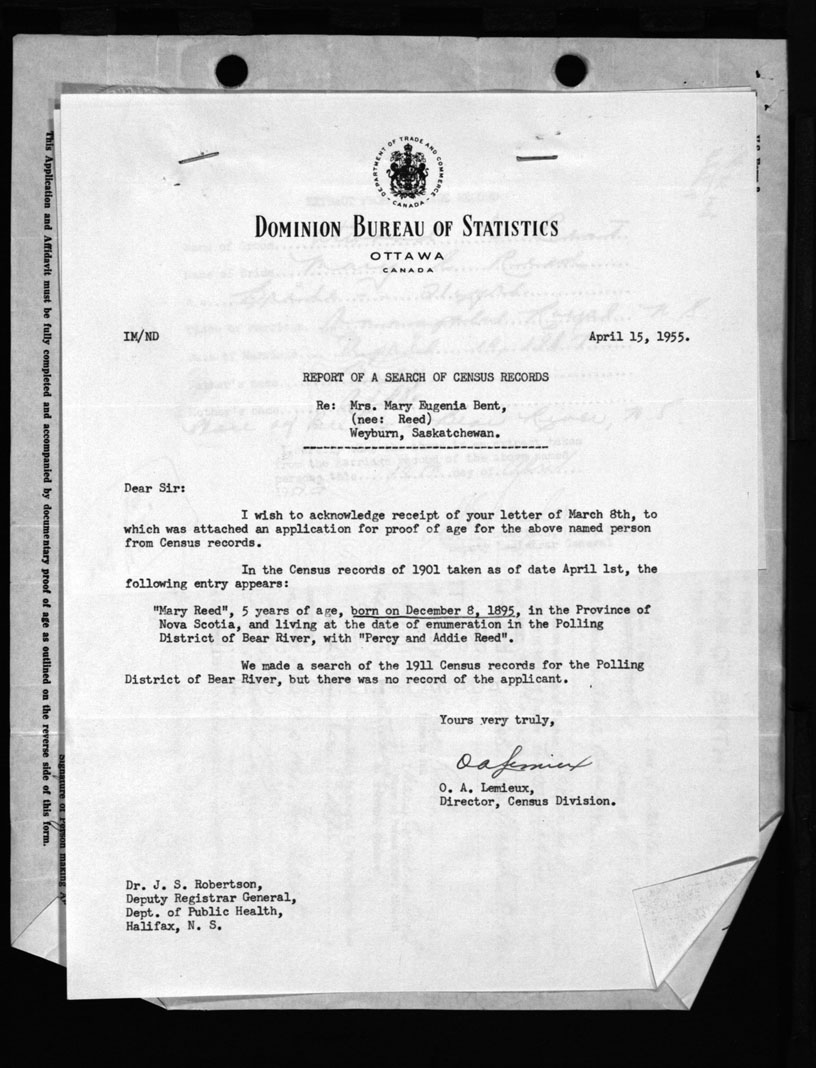 DEPARTMENT OF TRADE AND COMMERCE
CANADA
DOMINION BUREAU OF STATISTICS
OTTAWA
CANADA
IM/ND April 15, 1955.
REPORT OF A SEARCH OF CENSUS RECORDS
Re: Mrs. Mary Eugenia Bent,
(nee: Reed)
Weyburn, Saskatchewan.
Dear Sir:
I wish to acknowledge receipt of your letter of March 8th, to
which was attached an application for proof of age for the above named person
from Census records.
In the Census records of 1901 taken as of date April 1st, the
following entry appears:
"Mary Reed", 5 years of age, born on December 8, 1895, in the Province of
Nova Scotia, and living at the date of enumeration in the Polling
District of Bear River, with "Percy and Addie Reed".
We made a search of the 1911 Census records for the Polling
District of Bear River, but there was no record of the applicant.
Yours very truly,
O A Lemieux
O. A. Lemieux,
Director, Census Division.
Dr. J. S. Robertson,
Deputy Registrar General,
Dept. of Public Health,
Halifax, N. S.
This Application and Affidavit must be fully completed and accompanied by documentary proof of age as outlined on the reverse side of this form.
Signature of Person making